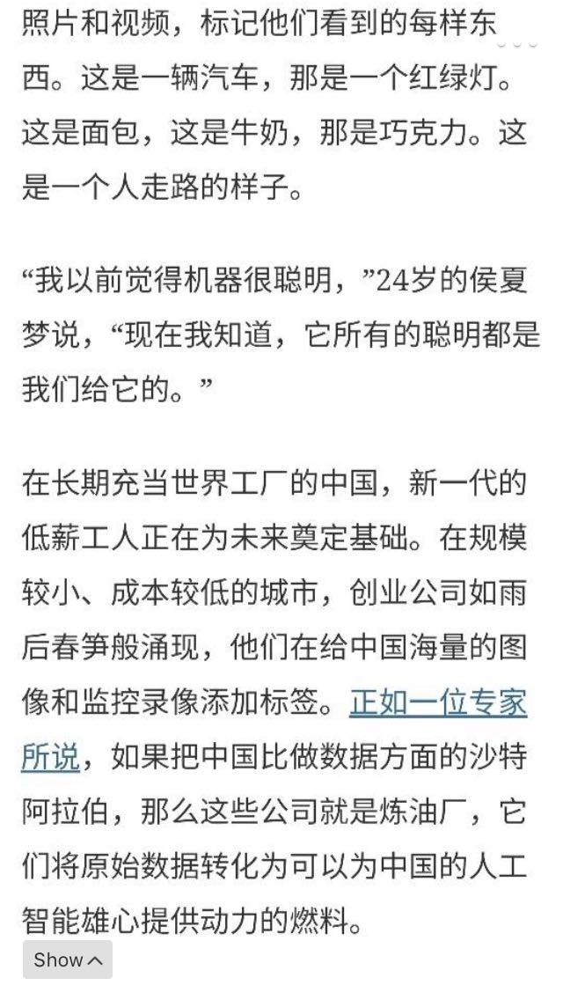 照片和视频，标记他们看到的每样东
西。这是一辆汽车，那是一个红绿灯。
这是面包，这是牛奶，那是巧克力。这
是一个人走路的样子。
“我以前觉得机器很聪明，”24岁的侯夏
梦说，“现在我知道，它所有的聪明都是
我们给它的。”
在长期充当世界工厂的中国，新一代的
低薪工人正在为未来奠定基础。在规模
较小、成本较低的城市，创业公司如雨
后春笋般涌现，他们在给中国海量的图
像和监控录像添加标签。正如一位专家
所说，如果把中国比做数据方面的沙特
阿拉伯，那么这些公司就是炼油厂，它
们将原始数据转化为可以为中国的人工
智能雄心提供动力的燃料。
Show